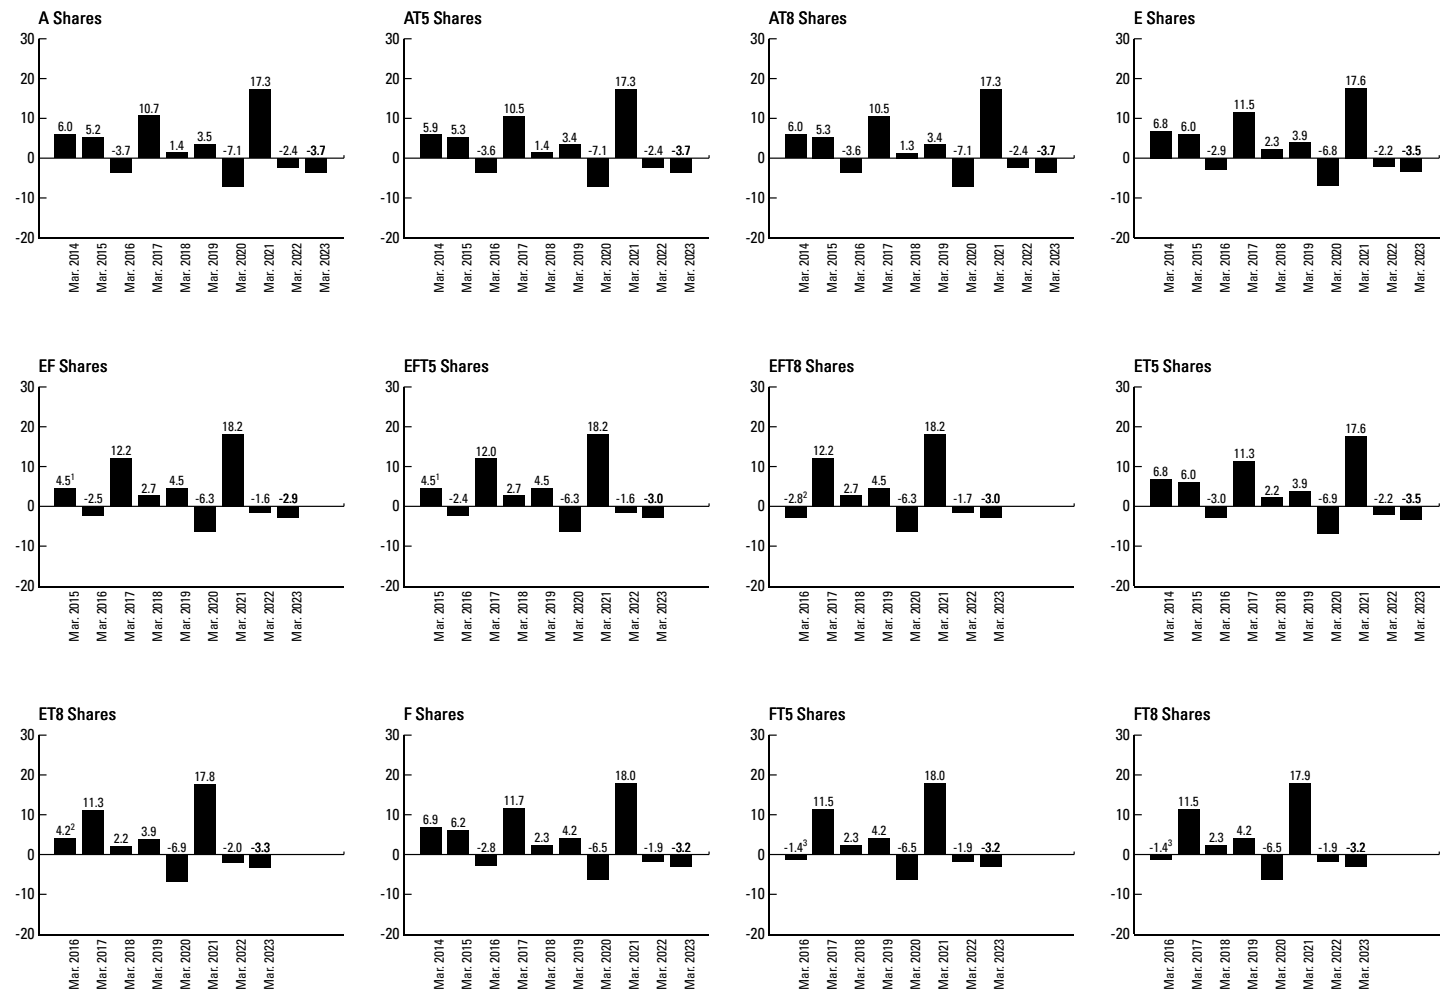 A Shares
30
20
10
0
-10
-20
6.0
5.2
-3.7
10.7
1.4
3.5
-7.1
17.3
-2.4
-3.7
Mar. 2014
Mar. 2015
Mar. 2016
Mar. 2017
Mar. 2018
Mar. 2019
Mar. 2020
Mar. 2021
Mar. 2022
Mar. 2023
AT5 Shares
30
20
10
0
-10
-20
5.9
5.3
-3.6
10.5
1.4
3.4
-7.1
17.3
-2.4
-3.7
Mar. 2014
Mar. 2015
Mar. 2016
Mar. 2017
Mar. 2018
Mar. 2019
Mar. 2020
Mar. 2021
Mar. 2022
Mar. 2023
AT8 Shares
30
20
10
0
-10
-20
6.0
5.3
-3.6
10.5
1.3
3.4
-7.1
17.3
-2.4
-3.7
Mar. 2014
Mar. 2015
Mar. 2016
Mar. 2017
Mar. 2018
Mar. 2019
Mar. 2020
Mar. 2021
Mar. 2022
Mar. 2023
E Shares
30
20
10
0
-10
-20
6.8
6.0
-2.9
11.5
2.3
3.9
-6.8
17.6
-2.2
-3.5
Mar. 2014
Mar. 2015
Mar. 2016
Mar. 2017
Mar. 2018
Mar. 2019
Mar. 2020
Mar. 2021
Mar. 2022
Mar. 2023
EF Shares
30
20
10
0
-10
-20
4.5¹
-2.5
12.2
2.7
4.5
-6.3
18.2
-1.6
-2.9
Mar. 2015
Mar. 2016
Mar. 2017
Mar. 2018
Mar. 2019
Mar. 2020
Mar. 2021
Mar. 2022
Mar. 2023
EFT5 Shares
30
20
10
0
-10
-20
4.5¹
-2.4
12.0
2.7
4.5
-6.3
18.2
-1.6
-3.0
Mar. 2015
Mar. 2016
Mar. 2017
Mar. 2018
Mar. 2019
Mar. 2020
Mar. 2021
Mar. 2022
Mar. 2023
EFT8 Shares
30
20
10
0
-10
-20
-2.8²
12.2
2.7
4.5
-6.3
18.2
-1.7
-3.0
Mar. 2016
Mar. 2017
Mar. 2018
Mar. 2019
Mar. 2020
Mar. 2021
Mar. 2022
Mar. 2023
ET5 Shares
30
20
10
0
-10
-20
6.8
6.0
-3.0
11.3
2.2
3.9
-6.9
17.6
-2.2
-3.5
Mar. 2014
Mar. 2015
Mar. 2016
Mar. 2017
Mar. 2018
Mar. 2019
Mar. 2020
Mar. 2021
Mar. 2022
Mar. 2023
ET8 Shares
30
20
10
0
-10
-20
4.2²
11.3
2.2
3.9
-6.9
17.8
-2.0
-3.3
Mar. 2016
Mar. 2017
Mar. 2018
Mar. 2019
Mar. 2020
Mar. 2021
Mar. 2022
Mar. 2023
F Shares
30
20
10
0
-10
-20
6.9
6.2
-2.8
11.7
2.3
4.2
-6.5
18.0
-1.9
-3.2
Mar. 2014
Mar. 2015
Mar. 2016
Mar. 2017
Mar. 2018
Mar. 2019
Mar. 2020
Mar. 2021
Mar. 2022
Mar. 2023
FT5 Shares
30
20
10
0
-10
-20
-1.4³
11.5
2.3
4.2
-6.5
18.0
-1.9
-3.2
Mar. 2016
Mar. 2017
Mar. 2018
Mar. 2019
Mar. 2020
Mar. 2021
Mar. 2022
Mar. 2023
FT8 Shares
30
20
10
0
-10
-20
-1.4³
11.5
2.3
4.2
-6.5
17.9
-1.9
-3.2
Mar. 2016
Mar. 2017
Mar. 2018
Mar. 2019
Mar. 2020
Mar. 2021
Mar. 2022
Mar. 2023